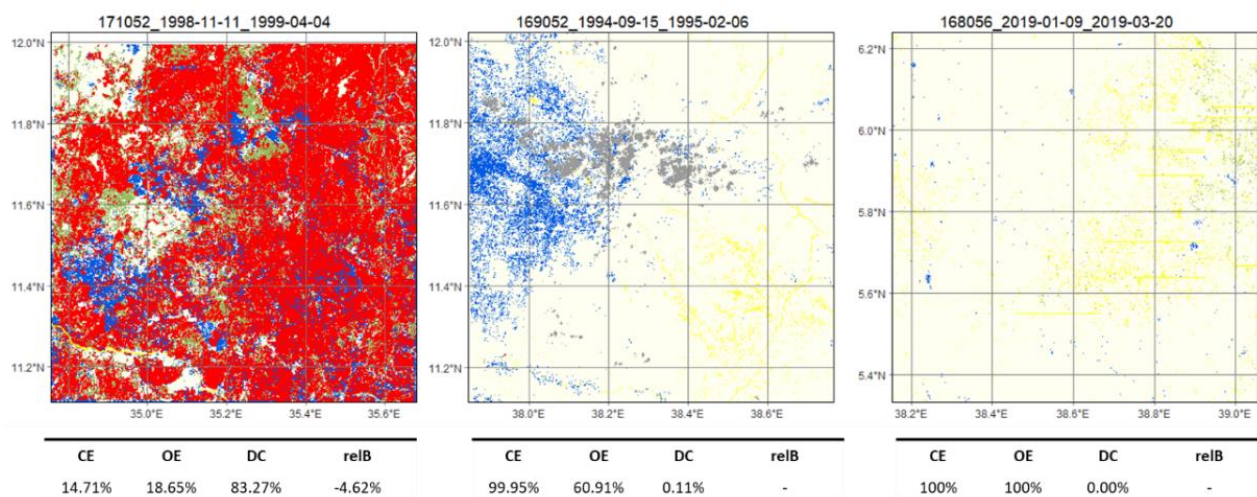 171052_1998-11-11_1999-04-04
12.0°N
11.8°N
11.6°N
11.4°N
11.2°N
35.0°E 35.2°E 35.4°E 35.6°E
CE OE DC relB
14.71% 18.65% 83.27% -4.62%
169052_1994-09-15_1995-02-06
12.0°N
11.8°N
11.6°N
11.4°N
11.2°N
38.0°E 38.2°E 38.4°E 38.6°E
CE OE DC relB
99.95% 60.91% 0.11% -
168056_2019-01-09_2019-03-20
6.2°N
6.0°N
5.8°N
5.6°N
5.4°N
38.2°E 38.4°E 38.6°E 38.8°E 39.0°E
CE OE DC relB
100% 100% 0.00% -